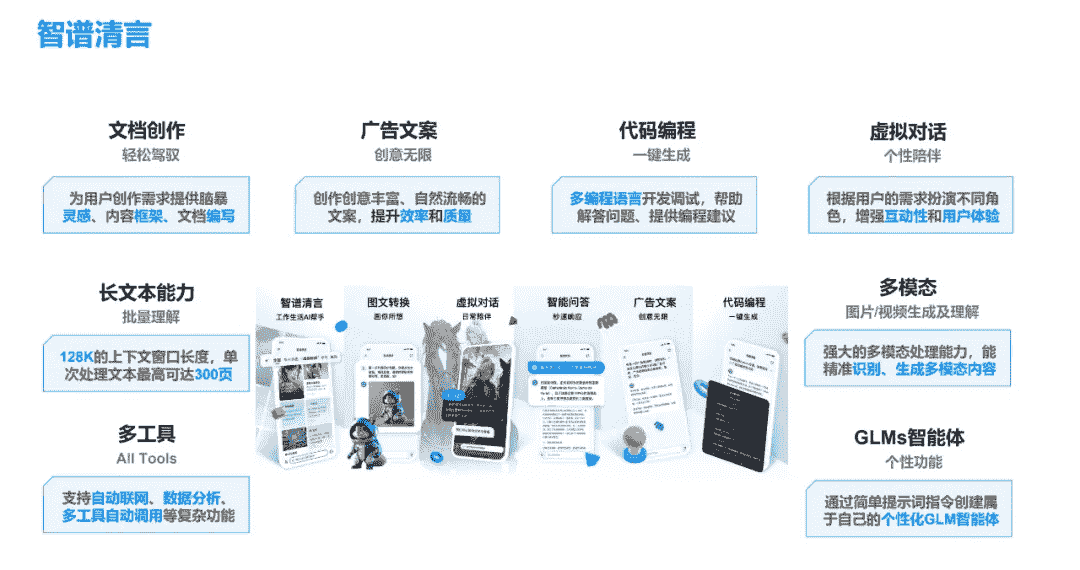 智谱清言
文档创作
轻松驾驭
为用户创作需求提供脑暴
灵感、内容框架、文档编写
广告文案
创意无限
创作创意丰富、自然流畅的
文案，提升效率和质量
代码编程
一键生成
多编程语言开发调试，帮助
解答问题、提供编程建议
虚拟对话
个性陪伴
根据用户的需求扮演不同角
色，增强互动性和用户体验
长文本能力
批量理解
128K的上下文窗口长度，单
次处理文本最高可达300页
智谱清言
工作生活AI帮手
图文转换
画你所想
虚拟对话
日常陪伴
智能问答
秒速响应
广告文案
创意无限
代码编程
一键生成
多模态
图片/视频生成及理解
强大的多模态处理能力，能
精准识别、生成多模态内容
多工具
All Tools
支持自动联网、数据分析、
多工具自动调用等复杂功能
GLMs智能体
个性功能
通过简单提示词指令创建属
于自己的个性化GLM智能体